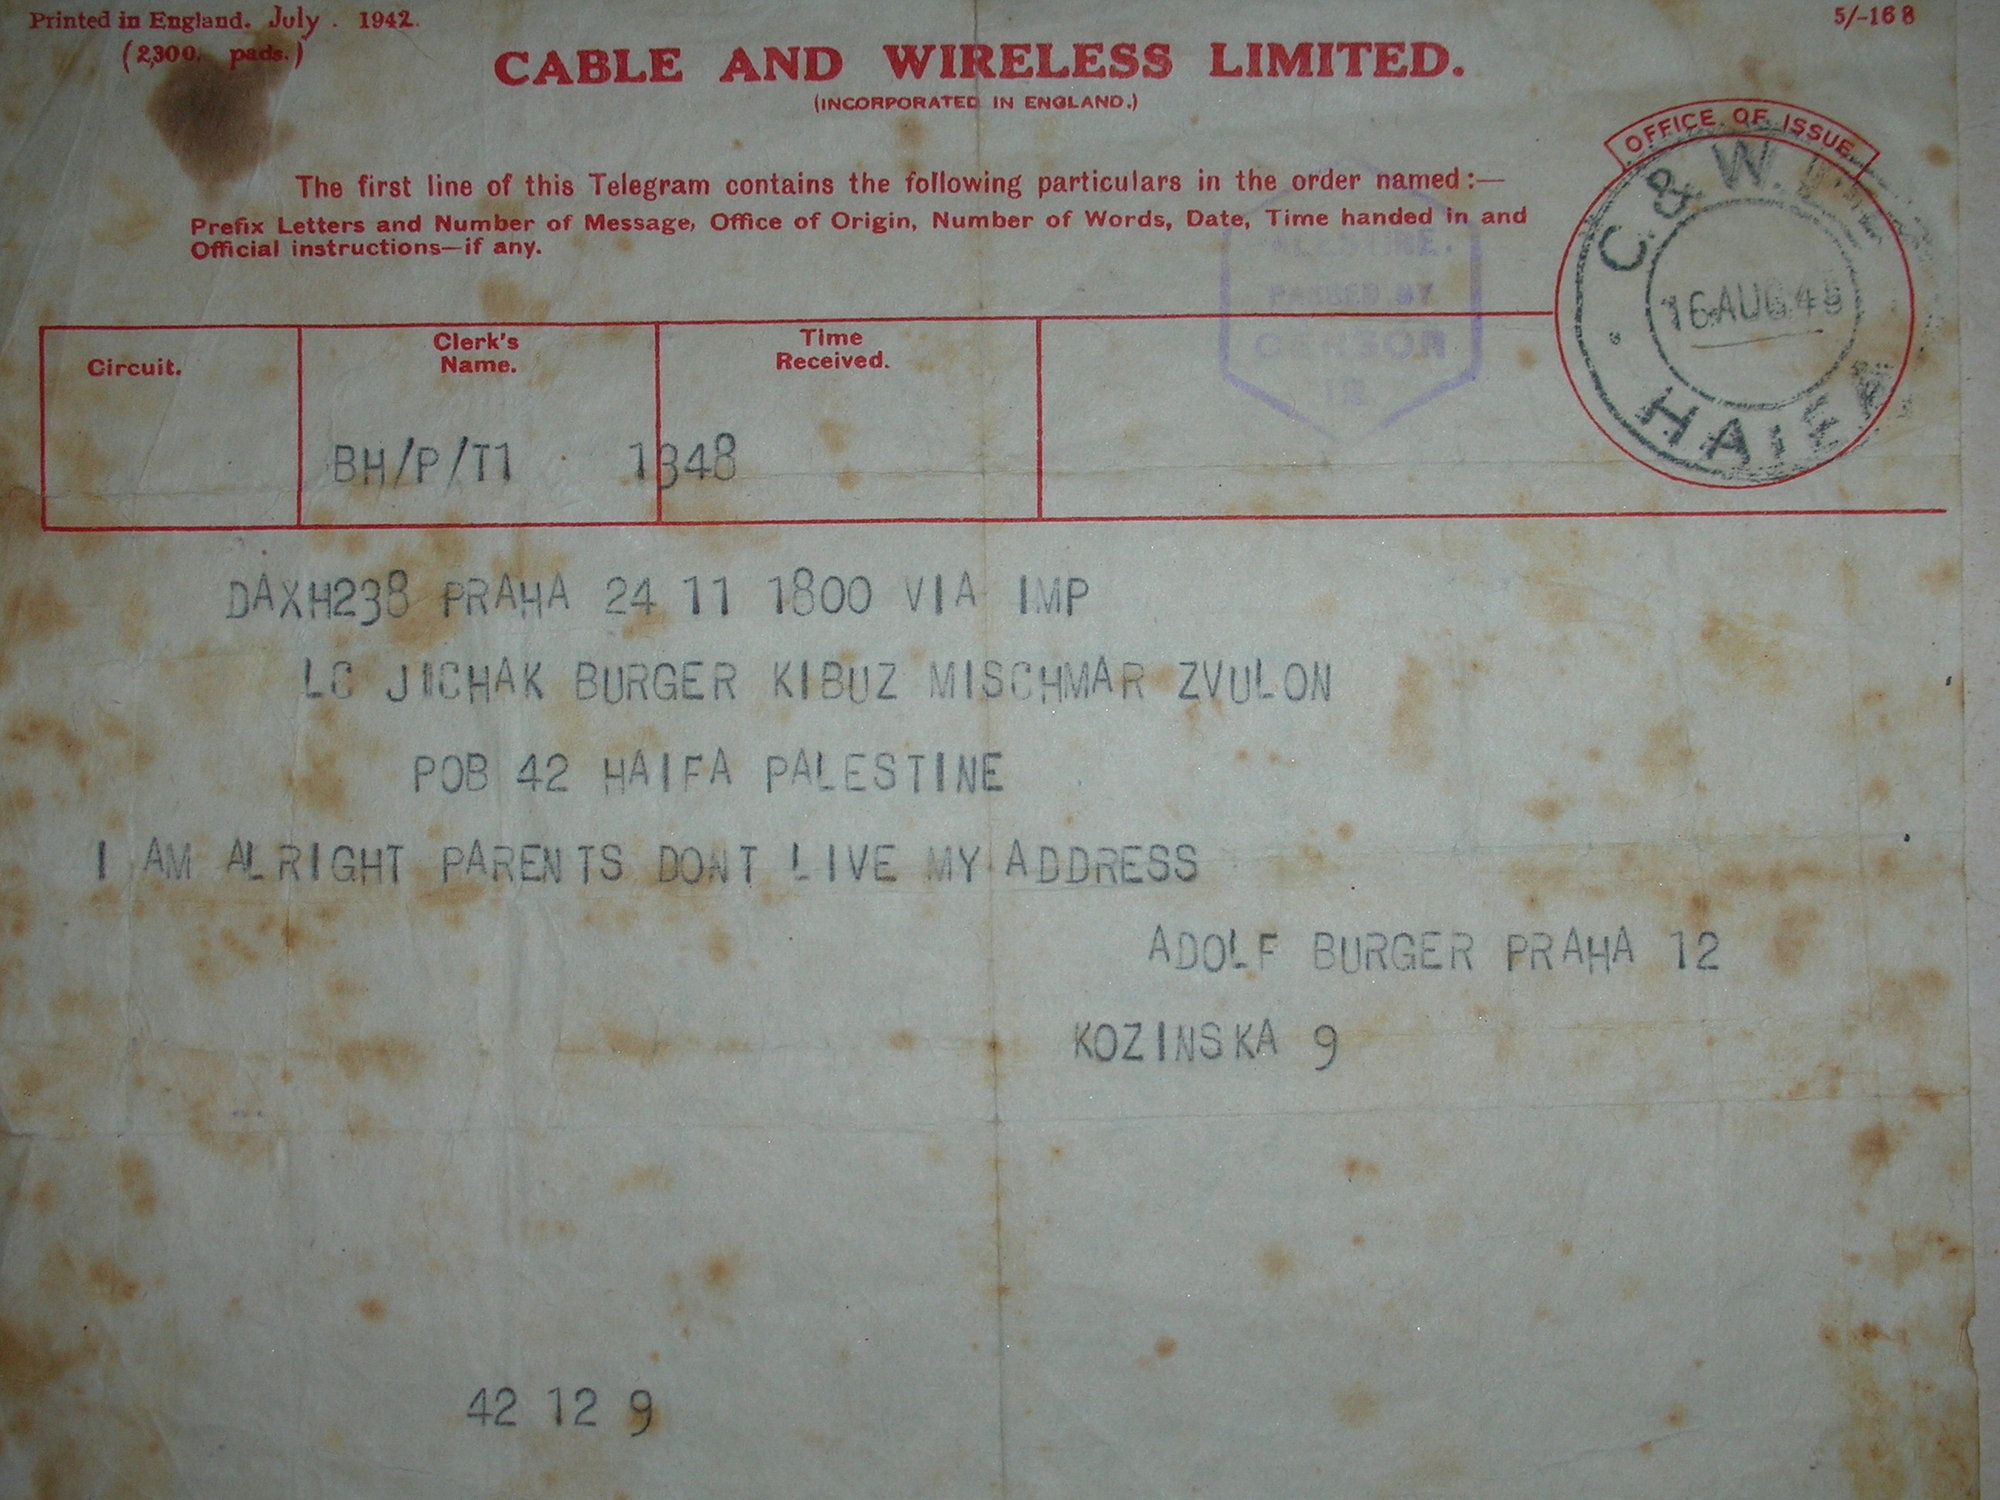 Printed in England. July . 1942.
(2,300. pads.)
5/-168
CABLE AND WIRELESS LIMITED.
(INCORPORATED IN ENGLAND.)
OFFICE OF ISSUE
The first line of this Telegram contains the following particulars in the order named :—
Prefix Letters and Number of Message, Office of Origin, Number of Words, Date, Time handed in and
Official instructions—if any.
PALESTINE.
PASSED BY
CENSOR
C. & W.
16 AUG 45
HAIFA
Circuit.
Clerk's
Name.
Time
Received.
BH/P/T1 1348
DAXH238 PRAHA 24 11 1800 VIA IMP
LC JICHAK BURGER KIBUZ MISCHMAR ZVULON
POB 42 HAIFA PALESTINE
I AM ALRIGHT PARENTS DONT LIVE MY ADDRESS
ADOLF BURGER PRAHA 12
KOZINSKA 9
42 12 9